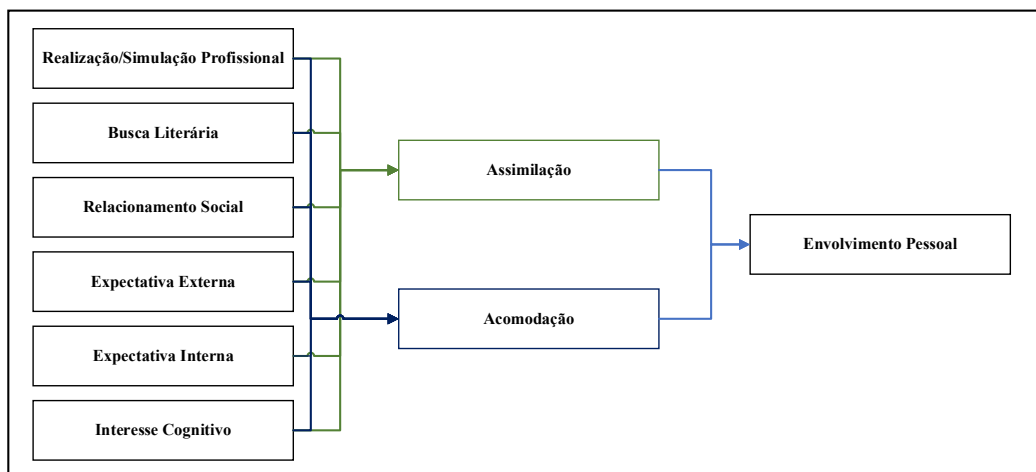 Realização/Simulação Profissional
Busca Literária
Relacionamento Social
Expectativa Externa
Expectativa Interna
Interesse Cognitivo
Assimilação
Acomodação
Envolvimento Pessoal